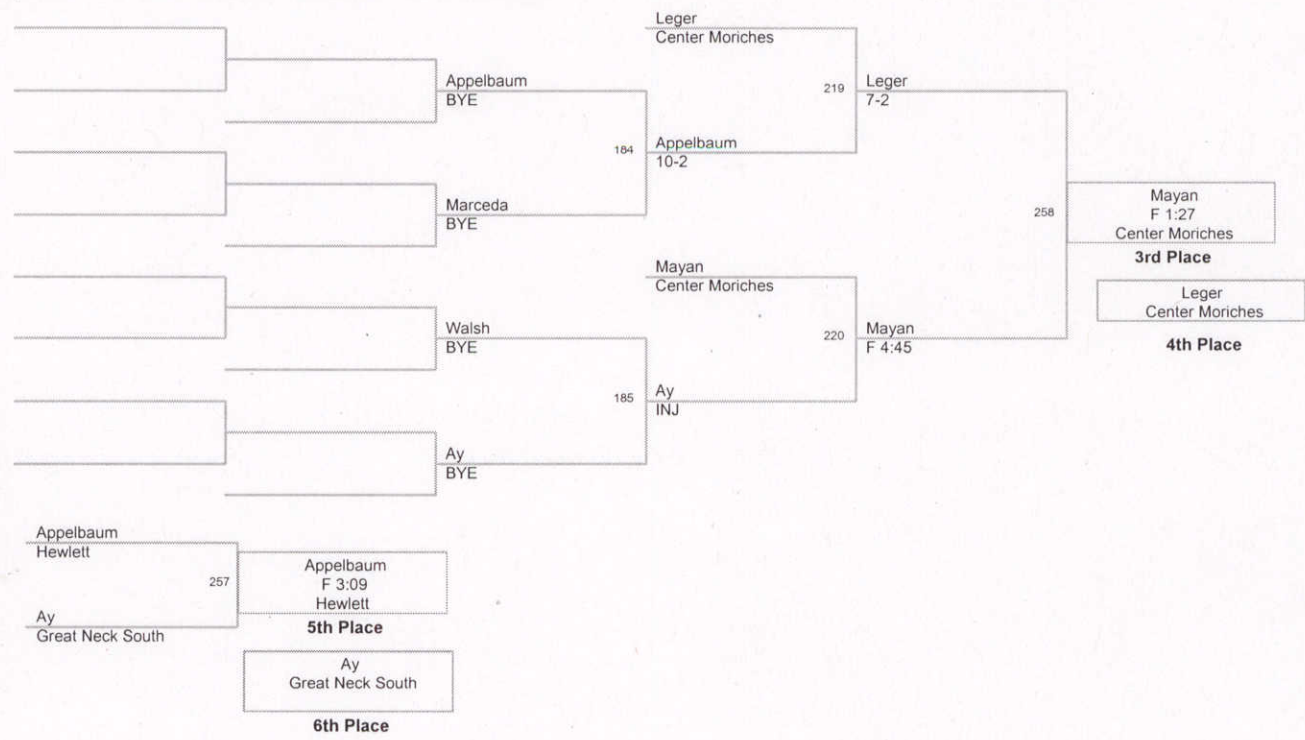 Leger
Center Moriches
Appelbaum
BYE
219
Leger
7-2
184
Appelbaum
10-2
Marceda
BYE
258
Mayan
F 1:27
Center Moriches
3rd Place
Mayan
Center Moriches
Leger
Center Moriches
4th Place
Walsh
BYE
220
Mayan
F 4:45
185
Ay
INJ
Ay
BYE
Appelbaum
Hewlett
257
Appelbaum
F 3:09
Hewlett
5th Place
Ay
Great Neck South
Ay
Great Neck South
6th Place